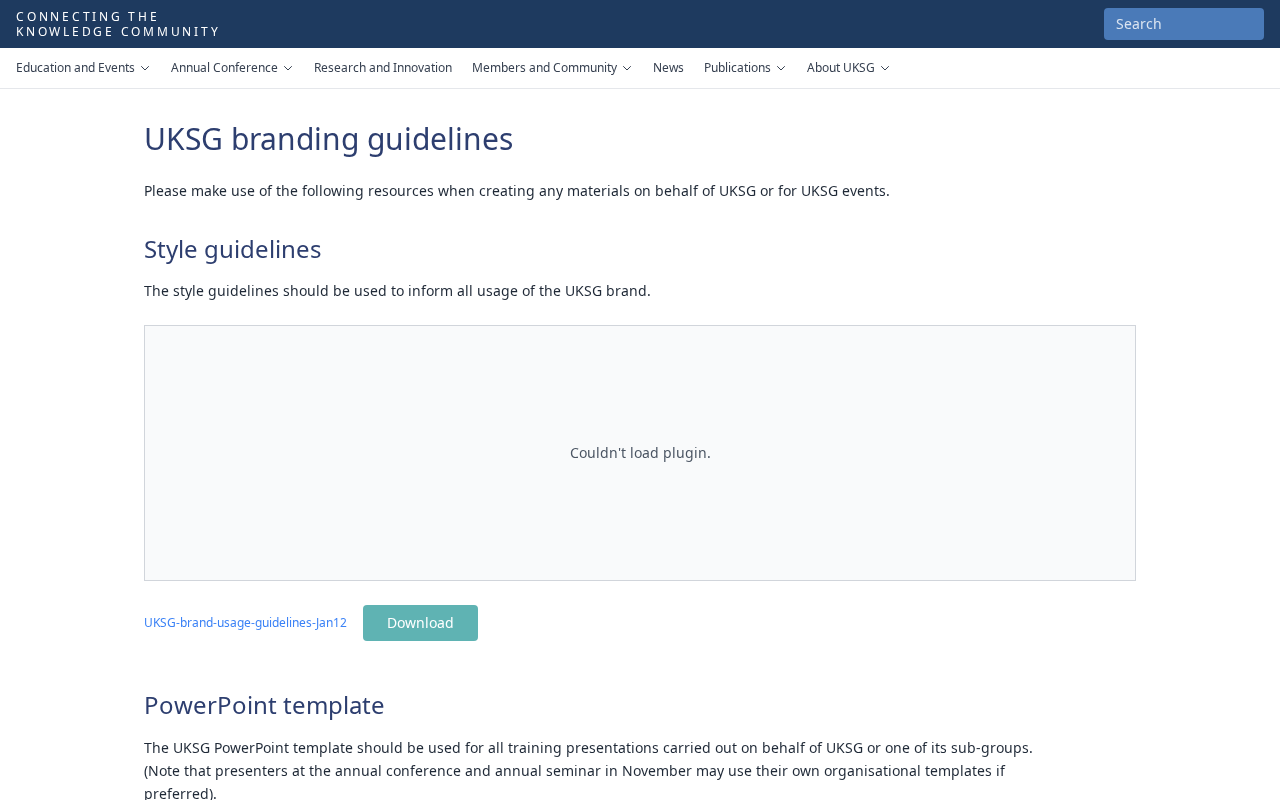 CONNECTING THE
KNOWLEDGE COMMUNITY
Search
Education and Events
Annual Conference
Research and Innovation
Members and Community
News
Publications
About UKSG
UKSG branding guidelines
Please make use of the following resources when creating any materials on behalf of UKSG or for UKSG events.
Style guidelines
The style guidelines should be used to inform all usage of the UKSG brand.
Couldn't load plugin.
UKSG-brand-usage-guidelines-Jan12
Download
PowerPoint template
The UKSG PowerPoint template should be used for all training presentations carried out on behalf of UKSG or one of its sub-groups.
(Note that presenters at the annual conference and annual seminar in November may use their own organisational templates if
preferred).